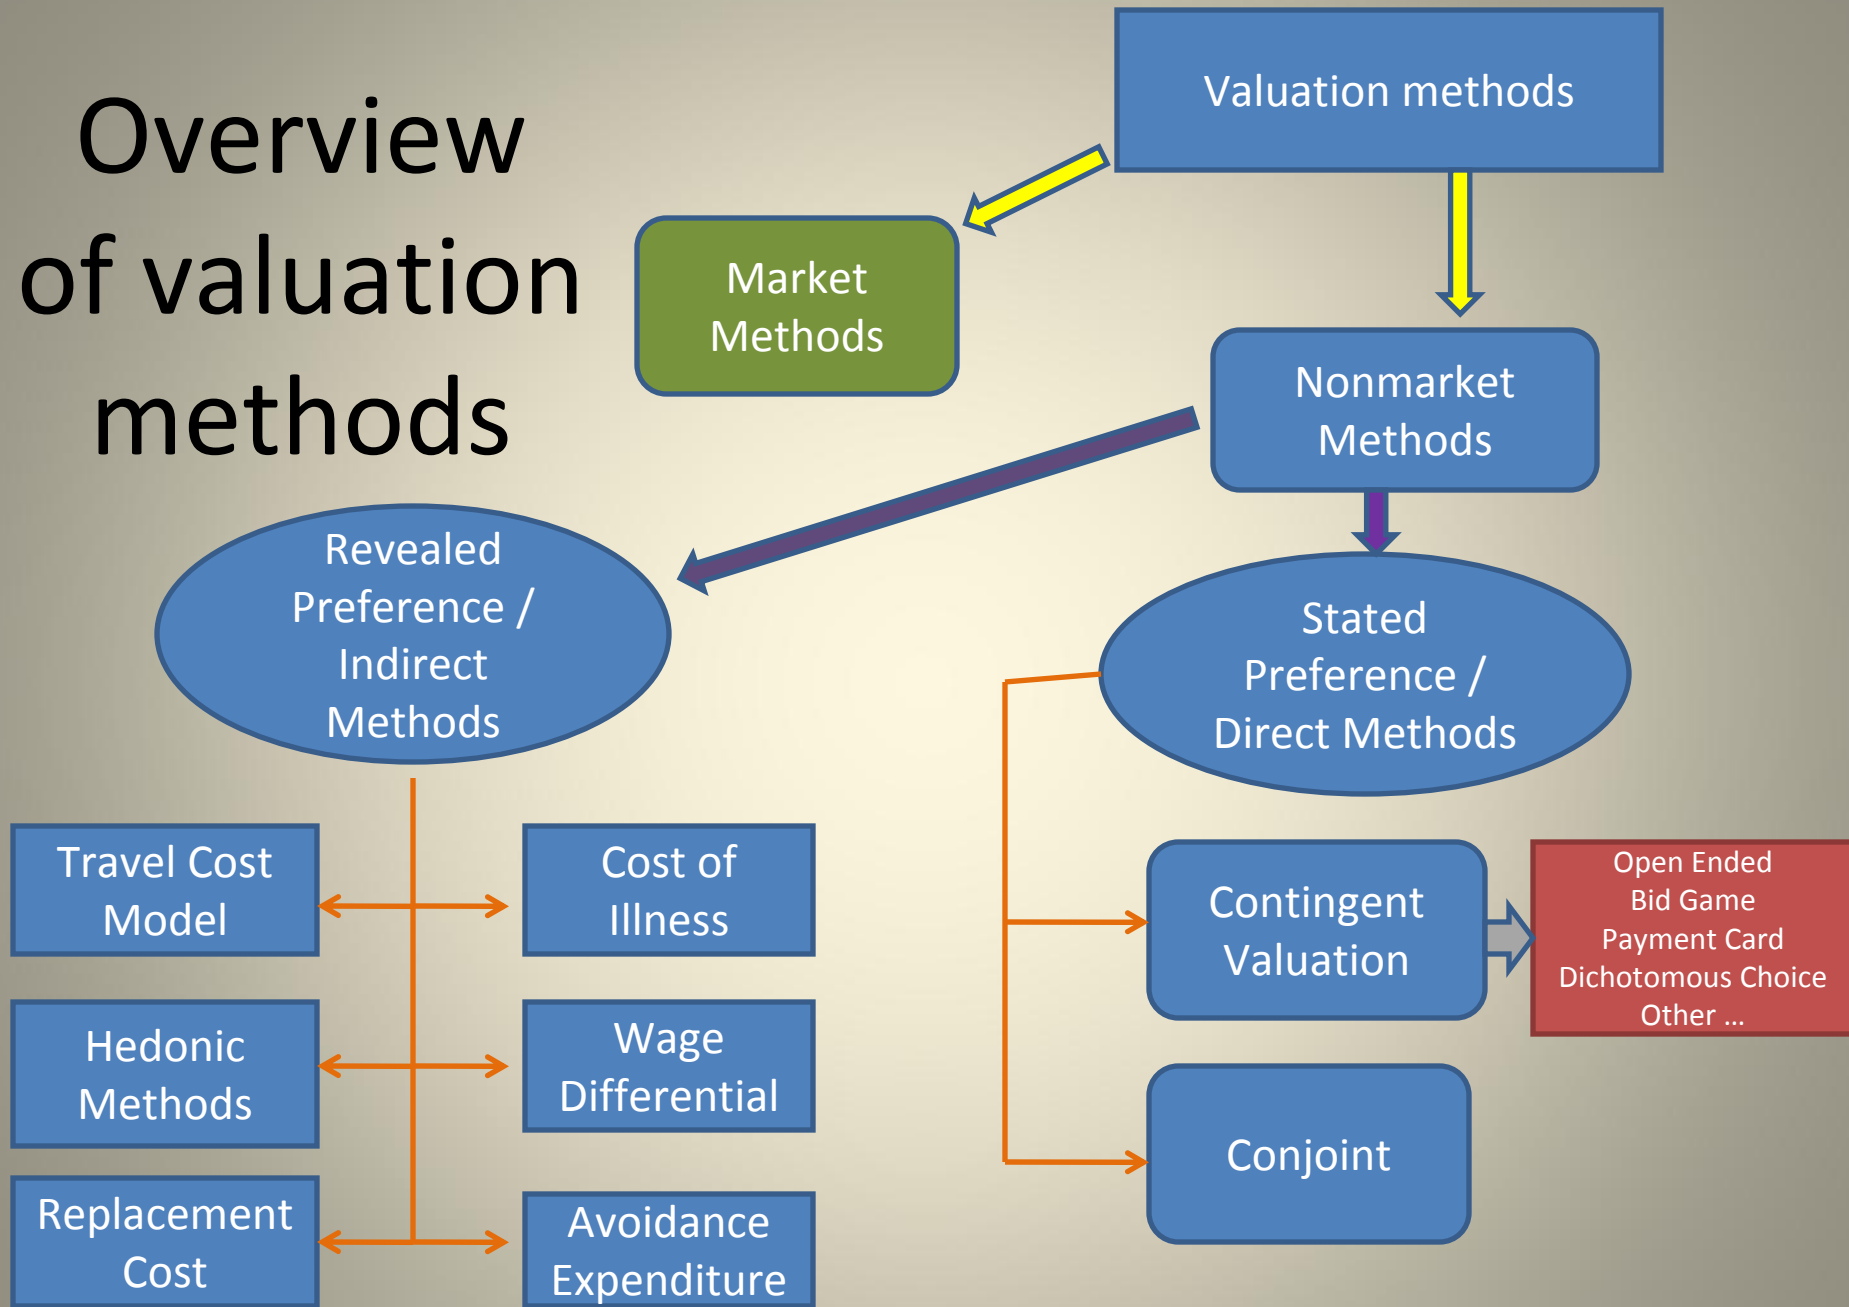 Overview
of valuation
methods
Valuation methods
Market
Methods
Nonmarket
Methods
Revealed
Preference /
Indirect
Methods
Stated
Preference /
Direct Methods
Travel Cost
Model
Cost of
Illness
Hedonic
Methods
Wage
Differential
Replacement
Cost
Avoidance
Expenditure
Contingent
Valuation
Open Ended
Bid Game
Payment Card
Dichotomous Choice
Other ...
Conjoint